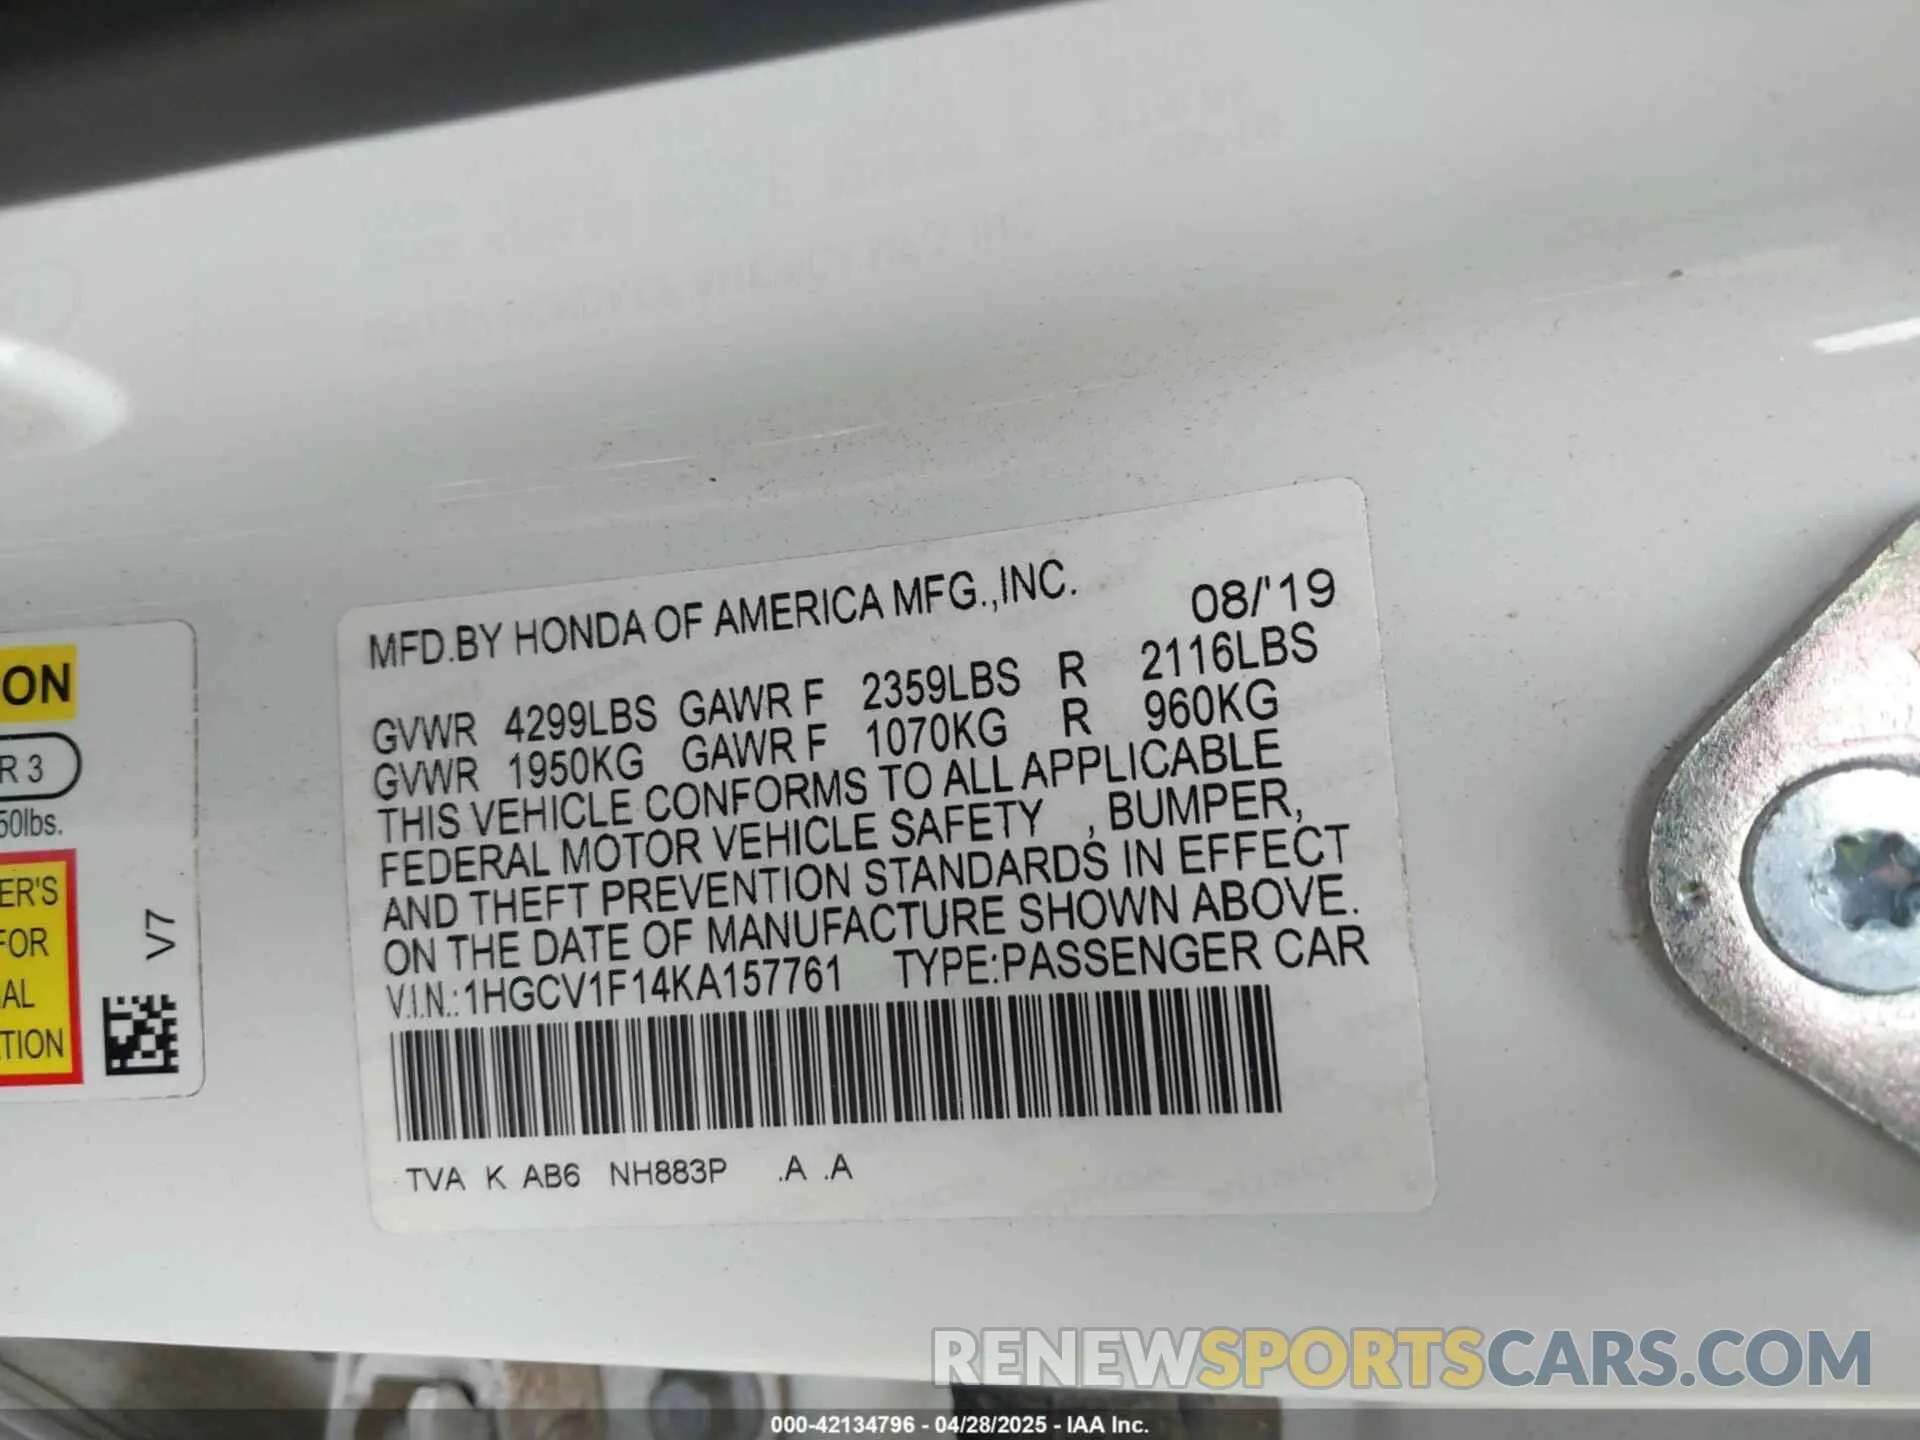 MFD.BY HONDA OF AMERICA MFG.,INC. 08/'19
GVWR 4299LBS GAWR F 2359LBS R 2116LBS
GVWR 1950KG GAWR F 1070KG R 960KG
THIS VEHICLE CONFORMS TO ALL APPLICABLE
FEDERAL MOTOR VEHICLE SAFETY , BUMPER,
AND THEFT PREVENTION STANDARDS IN EFFECT
ON THE DATE OF MANUFACTURE SHOWN ABOVE.
V.I.N.:1HGCV1F14KA157761 TYPE:PASSENGER CAR
TVA K AB6 NH883P .A .A
ON
R 3
50lbs.
ER'S
FOR
AL
TION
V7
RENEWSPORTSCARS.COM
000-42134796 - 04/28/2025 - IAA Inc.